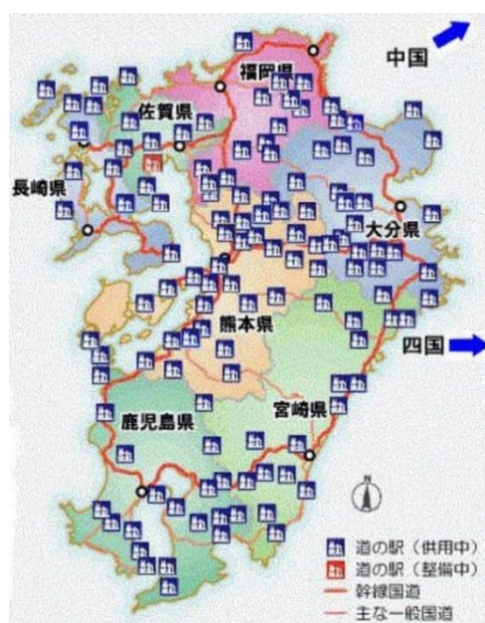 中国
福岡県
佐賀県
長崎県
大分県
熊本県
四国
宮崎県
鹿児島県
N
道の駅（供用中）
道の駅（整備中）
幹線国道
主な一般国道